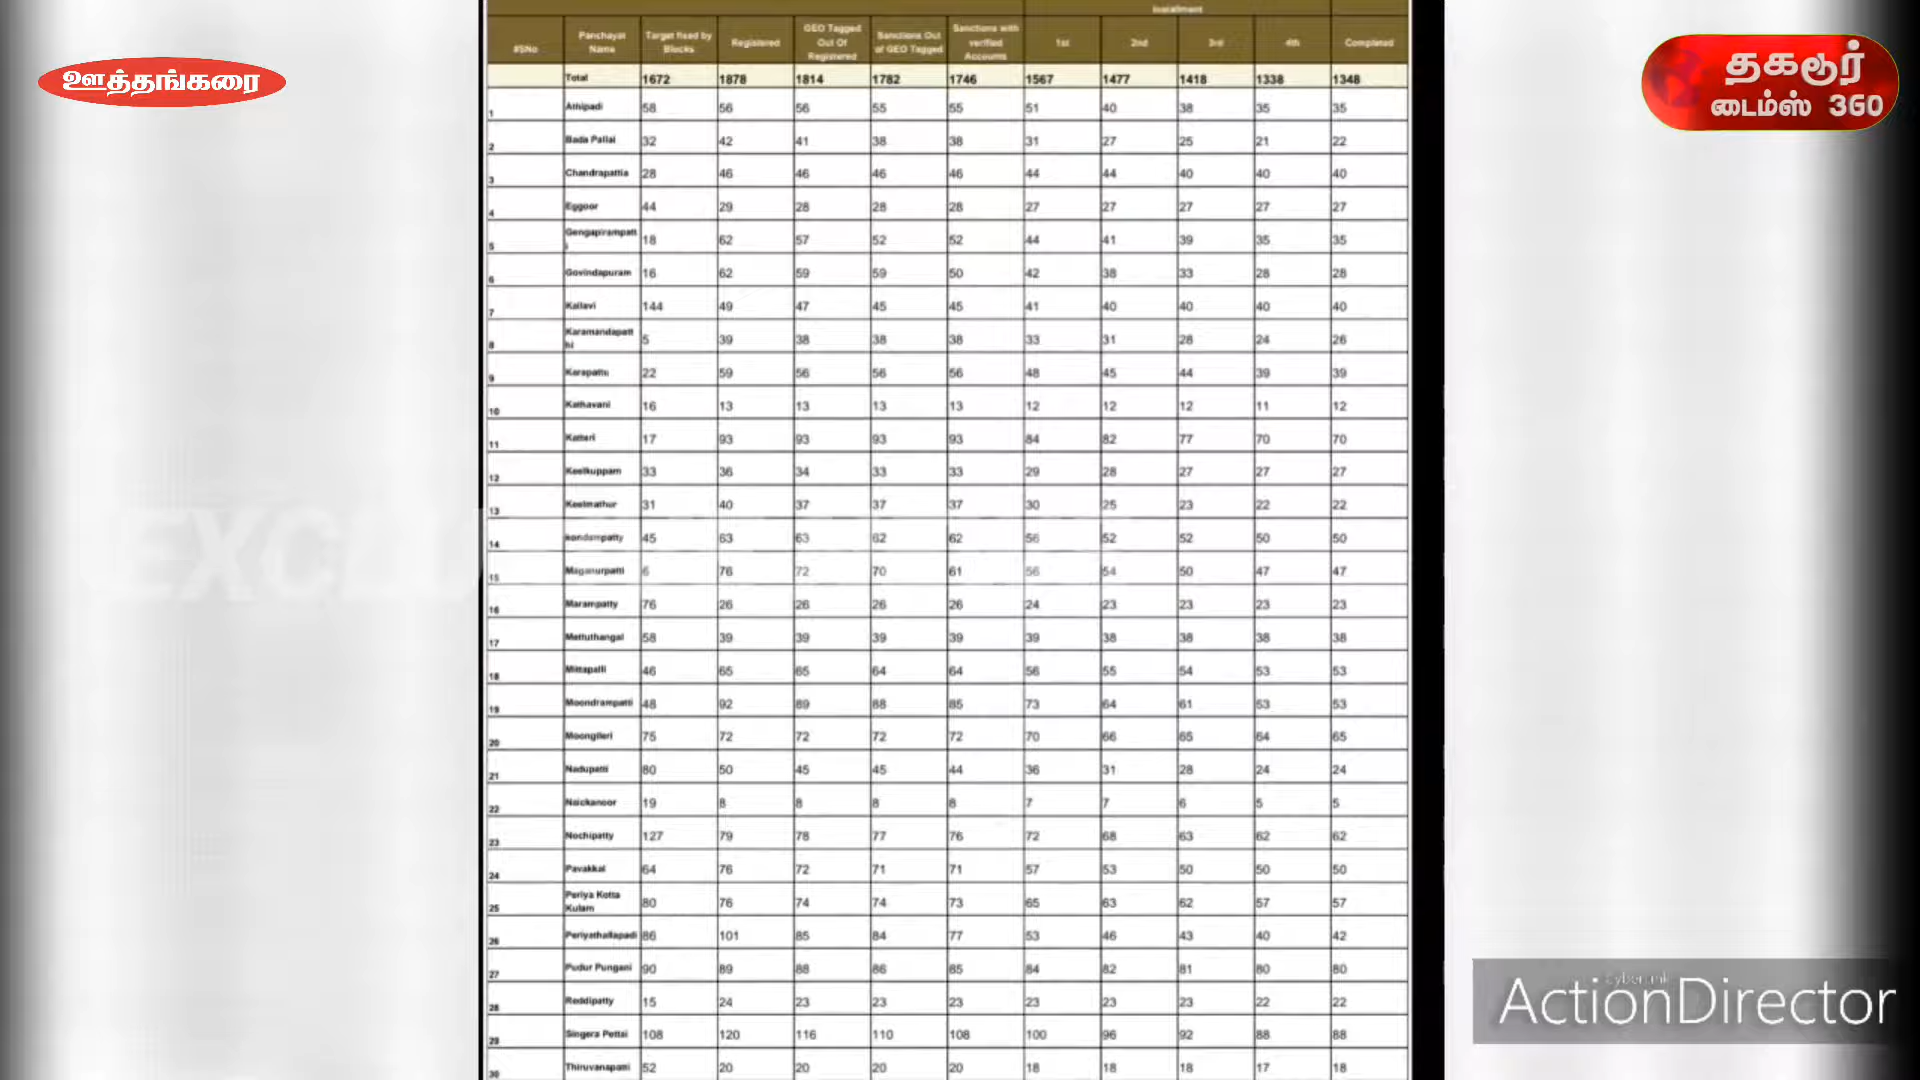 ஊத்தங்கரை
தகடூர்
டைம்ஸ் 360
Installment
#SNo Panchayat Name Target fixed by Blocks Registered GEO Tagged Out Of Registered Sanctions Out of GEO Tagged Sanctions with verified Accounts 1st 2nd 3rd 4th Completed
Total 1672 1878 1814 1782 1746 1567 1477 1418 1338 1348
1 Athipadi 58 56 56 55 55 51 40 38 35 35
2 Bada Pallai 32 42 41 38 38 31 27 25 21 22
3 Chandrapattia 28 46 46 46 46 44 44 40 40 40
4 Eggoor 44 29 28 28 28 27 27 27 27 27
5 Gengapirampatti 18 62 57 52 52 44 41 39 35 35
6 Govindapuram 16 62 59 59 50 42 38 33 28 28
7 Kallavi 144 49 47 45 45 41 40 40 40 40
8 Karamandapatthi 5 39 38 38 38 33 31 28 24 26
9 Karapattu 22 59 56 56 56 48 45 44 39 39
10 Kathavani 16 13 13 13 13 12 12 12 11 12
11 Katteri 17 93 93 93 93 84 82 77 70 70
12 Keelkuppam 33 36 34 33 33 29 28 27 27 27
13 Keelmathur 31 40 37 37 37 30 25 23 22 22
14 kondampatty 45 63 63 62 62 56 52 52 50 50
15 Maganurpatti 6 76 72 70 61 56 54 50 47 47
16 Marampatty 76 26 26 26 26 24 23 23 23 23
17 Mettuthangal 58 39 39 39 39 39 38 38 38 38
18 Mittapalli 46 65 65 64 64 56 55 54 53 53
19 Moondrampatti 48 92 89 88 85 73 64 61 53 53
20 Moongileri 75 72 72 72 72 70 66 65 64 65
21 Nadupatti 80 50 45 45 44 36 31 28 24 24
22 Naickanoor 19 8 8 8 8 7 7 6 5 5
23 Nochipatty 127 79 78 77 76 72 68 63 62 62
24 Pavakkal 64 76 72 71 71 57 53 50 50 50
25 Periya Kotta Kulam 80 76 74 74 73 65 63 62 57 57
26 Periyathallapadi 86 101 85 84 77 53 46 43 40 42
27 Pudur Pungani 90 89 88 86 85 84 82 81 80 80
28 Reddipatty 15 24 23 23 23 23 23 23 22 22
29 Singera Pettai 108 120 116 110 108 100 96 92 88 88
30 Thiruvanapatti 52 20 20 20 20 18 18 18 17 18
CyberLink
ActionDirector